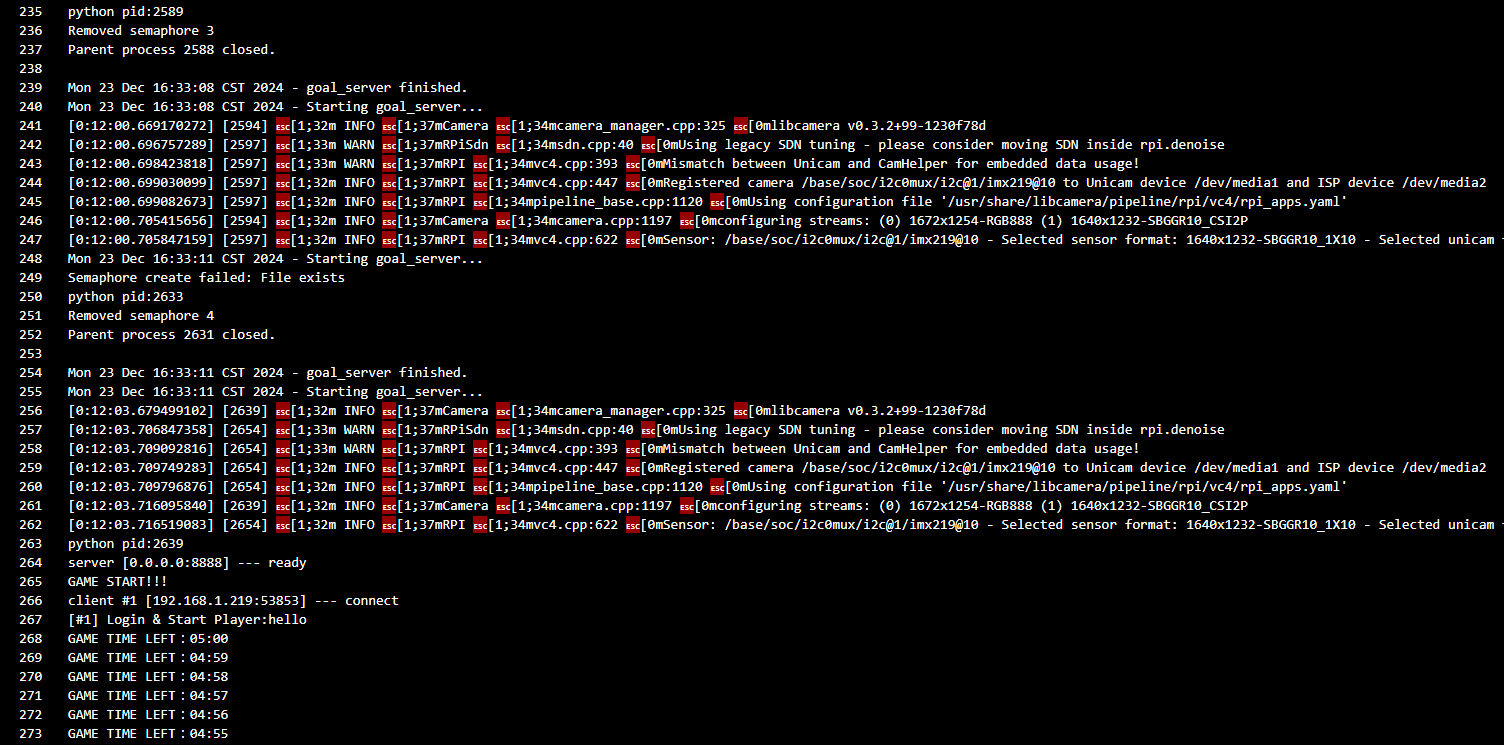 235 python pid:2589
236 Removed semaphore 3
237 Parent process 2588 closed.
238
239 Mon 23 Dec 16:33:08 CST 2024 - goal_server finished.
240 Mon 23 Dec 16:33:08 CST 2024 - Starting goal_server...
241 [0:12:00.669170272] [2594] ESC[1;32m INFO ESC[1;37mCamera ESC[1;34mcamera_manager.cpp:325 ESC[0mlibcamera v0.3.2+99-1230f78d
242 [0:12:00.696757289] [2597] ESC[1;33m WARN ESC[1;37mRPiSdn ESC[1;34msdn.cpp:40 ESC[0mUsing legacy SDN tuning - please consider moving SDN inside rpi.denoise
243 [0:12:00.698423818] [2597] ESC[1;33m WARN ESC[1;37mRPI ESC[1;34mvc4.cpp:393 ESC[0mMismatch between Unicam and CamHelper for embedded data usage!
244 [0:12:00.699030099] [2597] ESC[1;32m INFO ESC[1;37mRPI ESC[1;34mvc4.cpp:447 ESC[0mRegistered camera /base/soc/i2c0mux/i2c@1/imx219@10 to Unicam device /dev/media1 and ISP device /dev/media2
245 [0:12:00.699082673] [2597] ESC[1;32m INFO ESC[1;37mRPI ESC[1;34mpipeline_base.cpp:1120 ESC[0mUsing configuration file '/usr/share/libcamera/pipeline/rpi/vc4/rpi_apps.yaml'
246 [0:12:00.705415656] [2594] ESC[1;32m INFO ESC[1;37mCamera ESC[1;34mcamera.cpp:1197 ESC[0mconfiguring streams: (0) 1672x1254-RGB888 (1) 1640x1232-SBGGR10_CSI2P
247 [0:12:00.705847159] [2597] ESC[1;32m INFO ESC[1;37mRPI ESC[1;34mvc4.cpp:622 ESC[0mSensor: /base/soc/i2c0mux/i2c@1/imx219@10 - Selected sensor format: 1640x1232-SBGGR10_1X10 - Selected unicam
248 Mon 23 Dec 16:33:11 CST 2024 - Starting goal_server...
249 Semaphore create failed: File exists
250 python pid:2633
251 Removed semaphore 4
252 Parent process 2631 closed.
253
254 Mon 23 Dec 16:33:11 CST 2024 - goal_server finished.
255 Mon 23 Dec 16:33:11 CST 2024 - Starting goal_server...
256 [0:12:03.679499102] [2639] ESC[1;32m INFO ESC[1;37mCamera ESC[1;34mcamera_manager.cpp:325 ESC[0mlibcamera v0.3.2+99-1230f78d
257 [0:12:03.706847358] [2654] ESC[1;33m WARN ESC[1;37mRPiSdn ESC[1;34msdn.cpp:40 ESC[0mUsing legacy SDN tuning - please consider moving SDN inside rpi.denoise
258 [0:12:03.709092816] [2654] ESC[1;33m WARN ESC[1;37mRPI ESC[1;34mvc4.cpp:393 ESC[0mMismatch between Unicam and CamHelper for embedded data usage!
259 [0:12:03.709749283] [2654] ESC[1;32m INFO ESC[1;37mRPI ESC[1;34mvc4.cpp:447 ESC[0mRegistered camera /base/soc/i2c0mux/i2c@1/imx219@10 to Unicam device /dev/media1 and ISP device /dev/media2
260 [0:12:03.709796876] [2654] ESC[1;32m INFO ESC[1;37mRPI ESC[1;34mpipeline_base.cpp:1120 ESC[0mUsing configuration file '/usr/share/libcamera/pipeline/rpi/vc4/rpi_apps.yaml'
261 [0:12:03.716095840] [2639] ESC[1;32m INFO ESC[1;37mCamera ESC[1;34mcamera.cpp:1197 ESC[0mconfiguring streams: (0) 1672x1254-RGB888 (1) 1640x1232-SBGGR10_CSI2P
262 [0:12:03.716519083] [2654] ESC[1;32m INFO ESC[1;37mRPI ESC[1;34mvc4.cpp:622 ESC[0mSensor: /base/soc/i2c0mux/i2c@1/imx219@10 - Selected sensor format: 1640x1232-SBGGR10_1X10 - Selected unicam
263 python pid:2639
264 server [0.0.0.0:8888] --- ready
265 GAME START!!!
266 client #1 [192.168.1.219:53853] --- connect
267 [#1] Login & Start Player:hello
268 GAME TIME LEFT：05:00
269 GAME TIME LEFT：04:59
270 GAME TIME LEFT：04:58
271 GAME TIME LEFT：04:57
272 GAME TIME LEFT：04:56
273 GAME TIME LEFT：04:55